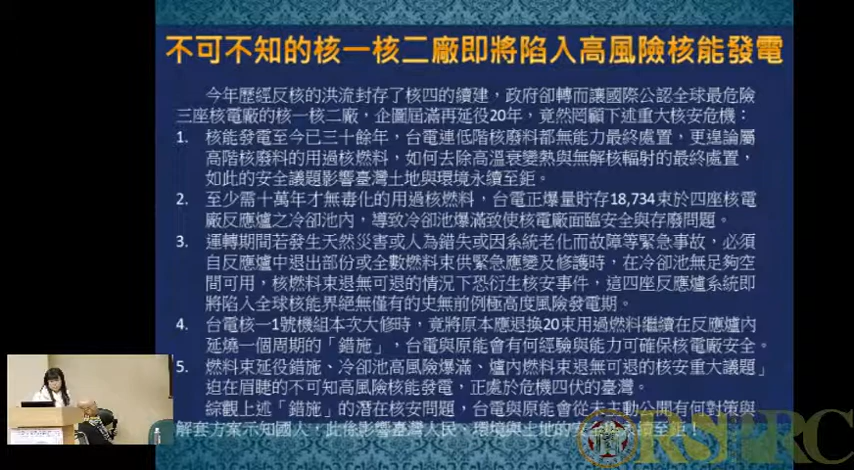 不可不知的核一核二廠即將陷入高風險核能發電
今年歷經反核的洪流封存了核四的續建，政府卻轉而讓國際公認全球最危險
三座核電廠的核一核二廠，企圖屆滿再延役20年，竟然罔顧下述重大核安危機：
1. 核能發電至今已三十餘年，台電連低階核廢料都無能力最終處置，更遑論屬
高階核廢料的用過核燃料，如何去除高溫衰變熱與無解核輻射的最終處置，
如此的安全議題影響臺灣土地與環境永續至鉅。
2. 至少需十萬年才無毒化的用過核燃料，台電正爆量貯存18,734束於四座核電
廠反應爐之冷卻池內，導致冷卻池爆滿致使核電廠面臨安全與存廢問題。
3. 運轉期間若發生天然災害或人為錯失或因系統老化而故障等緊急事故，必須
自反應爐中退出部份或全數燃料束供緊急應變及修護時，在冷卻池無足夠空
間可用，核燃料束退無可退的情況下恐衍生核安事件，這四座反應爐系統即
將陷入全球核能界絕無僅有的史無前例極高度風險發電期。
4. 台電核一1號機組本次大修時，竟將原本應退換20束用過燃料繼續在反應爐內
延燒一個周期的「錯施」，台電與原能會有何經驗與能力可確保核電廠安全。
5. 燃料束延役錯施、冷卻池高風險爆滿、爐內燃料束退無可退的核安重大議題」
迫在眉睫的不可知高風險核能發電，正處於危機四伏的臺灣。
綜觀上述「錯施」的潛在核安問題，台電與原能會從未主動公開有何對策與
解套方案示知國人，此係影響臺灣人民、環境與土地的安全永續至鉅！
RSPRC